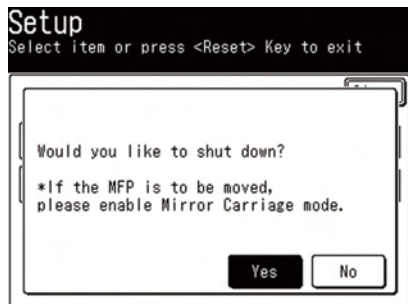 Setup
Select item or press <Reset> Key to exit
Would you like to shut down?
*If the MFP is to be moved,
please enable Mirror Carriage mode.
Yes
No